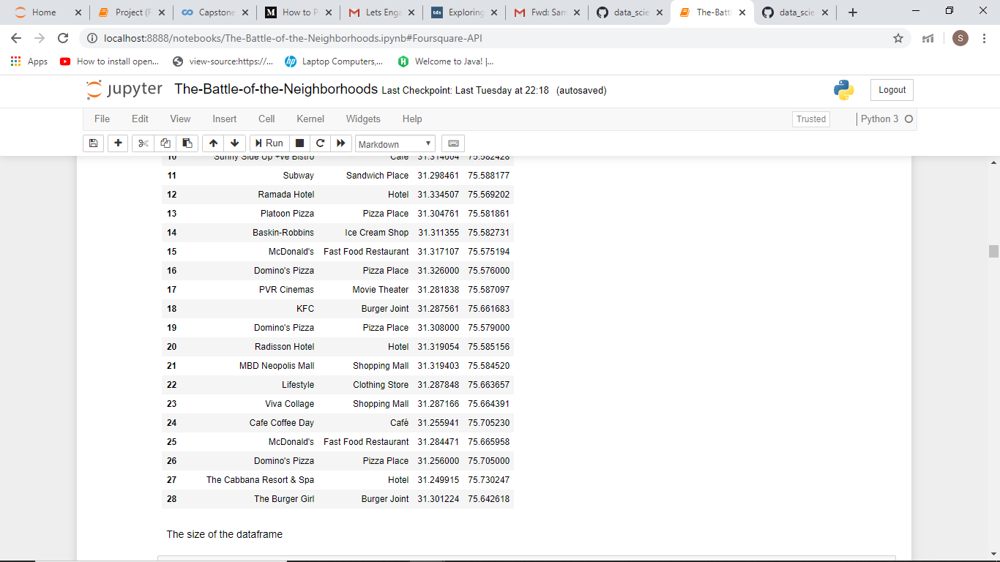 Home Project (F Capstone How to P Lets Enga tds Exploring Fwd: Sam data_scie The-Battl data_scie
localhost:8888/notebooks/The-Battle-of-the-Neighborhoods.ipynb#Foursquare-API S
Apps How to install open... view-source:https://... hp Laptop Computers,... Welcome to Java! |...
jupyter The-Battle-of-the-Neighborhoods Last Checkpoint: Last Tuesday at 22:18 (autosaved) Logout
File Edit View Insert Cell Kernel Widgets Help Trusted Python 3
Run Markdown
10 Sunny Side Up +ve Bistro Café 31.314604 75.582428
11 Subway Sandwich Place 31.298461 75.588177
12 Ramada Hotel Hotel 31.334507 75.569202
13 Platoon Pizza Pizza Place 31.304761 75.581861
14 Baskin-Robbins Ice Cream Shop 31.311355 75.582731
15 McDonald's Fast Food Restaurant 31.317107 75.575194
16 Domino's Pizza Pizza Place 31.326000 75.576000
17 PVR Cinemas Movie Theater 31.281838 75.587097
18 KFC Burger Joint 31.287561 75.661683
19 Domino's Pizza Pizza Place 31.308000 75.579000
20 Radisson Hotel Hotel 31.319054 75.585156
21 MBD Neopolis Mall Shopping Mall 31.319403 75.584520
22 Lifestyle Clothing Store 31.287848 75.663657
23 Viva Collage Shopping Mall 31.287166 75.664391
24 Cafe Coffee Day Café 31.255941 75.705230
25 McDonald's Fast Food Restaurant 31.284471 75.665958
26 Domino's Pizza Pizza Place 31.256000 75.705000
27 The Cabbana Resort & Spa Hotel 31.249915 75.730247
28 The Burger Girl Burger Joint 31.301224 75.642618
The size of the dataframe